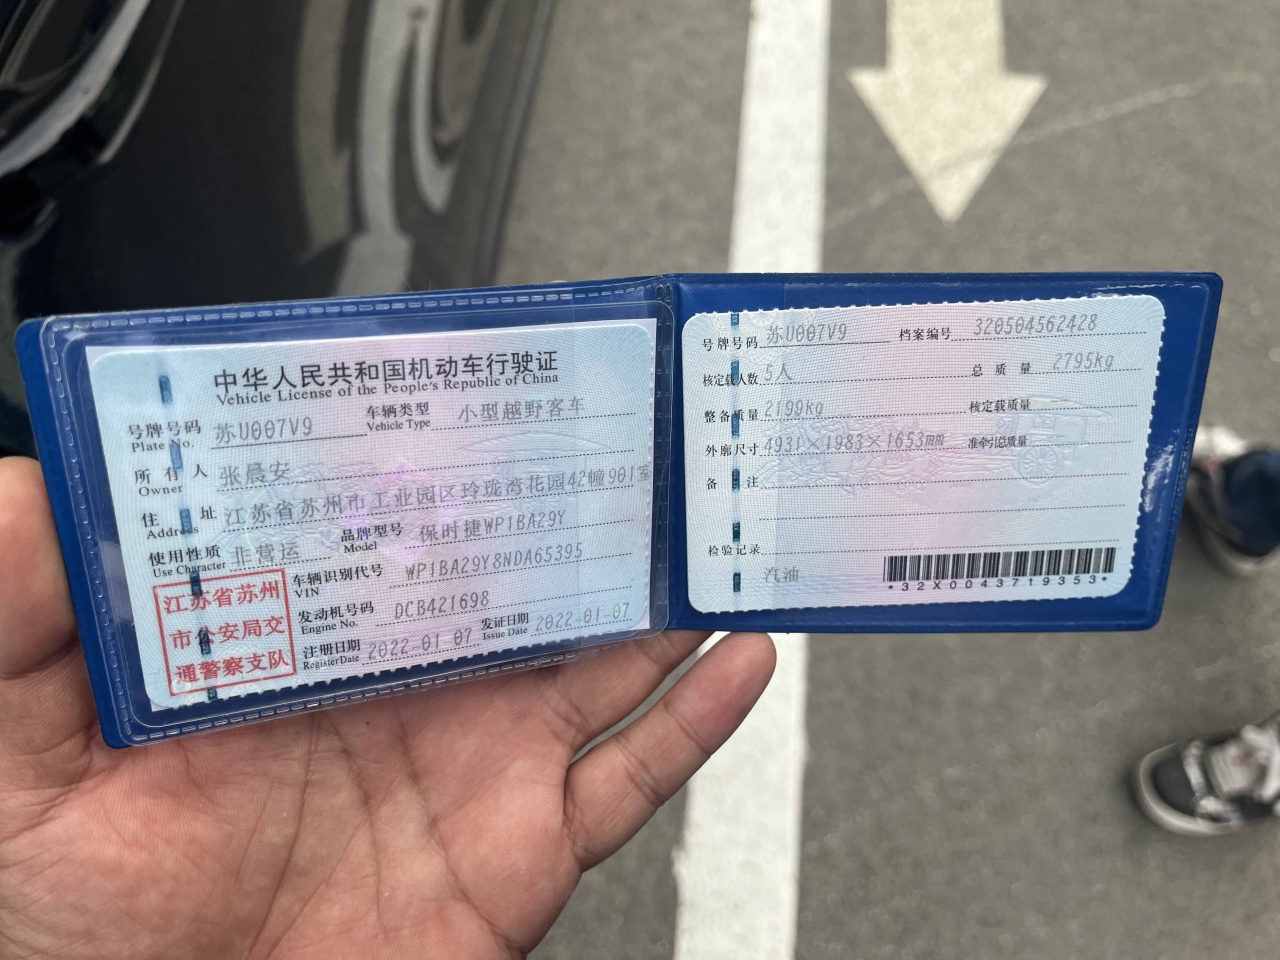 中华人民共和国机动车行驶证
Vehicle License of the People's Republic of China
号牌号码 苏U007V9 车辆类型 小型越野客车
Plate No. Vehicle Type
所有人 张晨安
Owner
住址 江苏省苏州市工业园区玲珑湾花园42幢901室
Address
使用性质 非营运 品牌型号 保时捷WP1BA29Y
Use Character Model
车辆识别代号 WP1BA29Y8NDA65395
VIN
发动机号码 DCB421698
Engine No.
注册日期 2022-01-07 发证日期 2022-01-07
Register Date Issue Date
江苏省苏州
市公安局交
通警察支队
号牌号码 苏U007V9 档案编号 320504562428
核定载人数 5人 总质量 2795kg
整备质量 2199kg 核定载质量
外廓尺寸 4931×1983×1653mm 准牵引总质量
备注
检验记录
汽油
*32X0043719353*